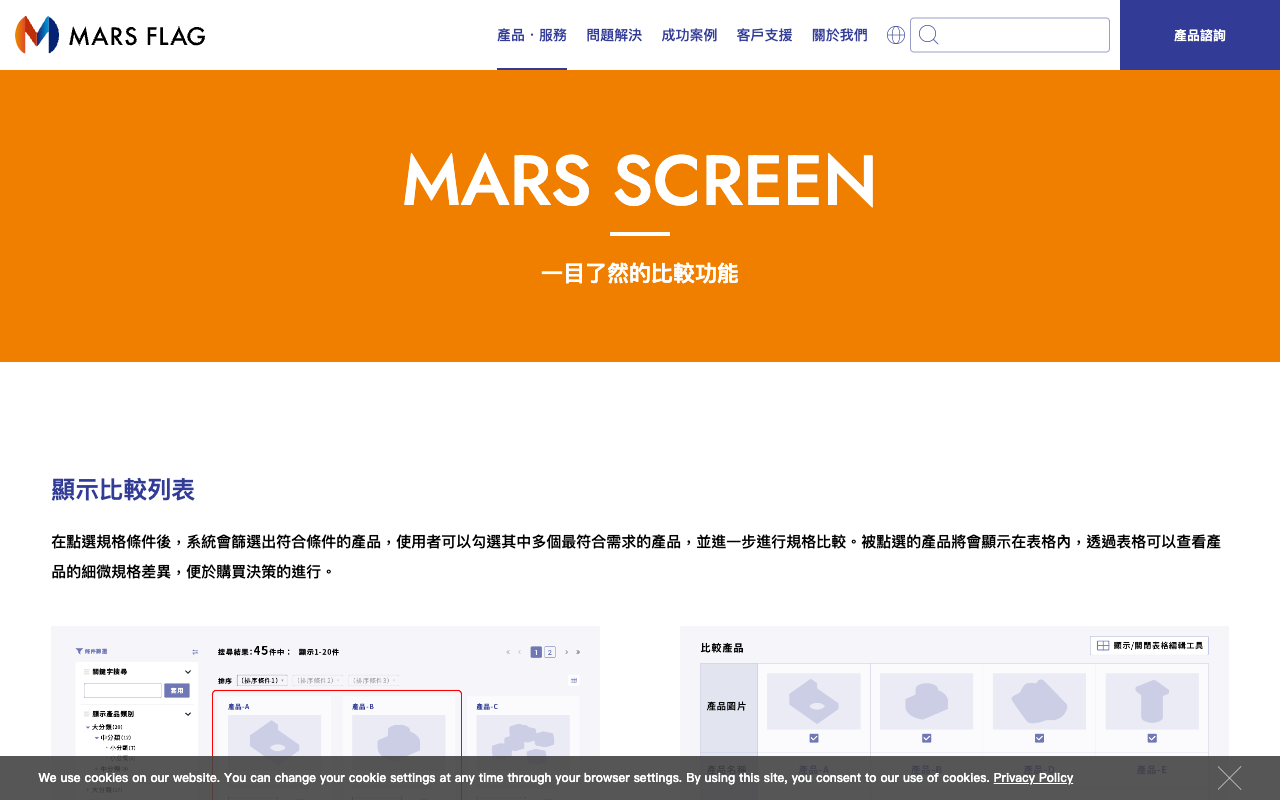 MARS FLAG
產品・服務
問題解決
成功案例
客戶支援
關於我們
產品諮詢
MARS SCREEN
一目了然的比較功能
顯示比較列表
在點選規格條件後，系統會篩選出符合條件的產品，使用者可以勾選其中多個最符合需求的產品，並進一步進行規格比較。被點選的產品將會顯示在表格內，透過表格可以查看產
品的細微規格差異，便於購買決策的進行。
條件篩選
搜尋結果：45件中： 顯示1-20件
« ‹ 1 2 › »
關鍵字搜尋
套用
排序 (排序條件1) (排序條件2) (排序條件3)
顯示產品類別
大分類(20)
中分類(12)
小分類(7)
產品-A
產品-B
產品-C
比較產品
顯示/關閉表格編輯工具
產品圖片
產品名稱 產品-A 產品-B 產品-D 產品-E
We use cookies on our website. You can change your cookie settings at any time through your browser settings. By using this site, you consent to our use of cookies. Privacy Policy